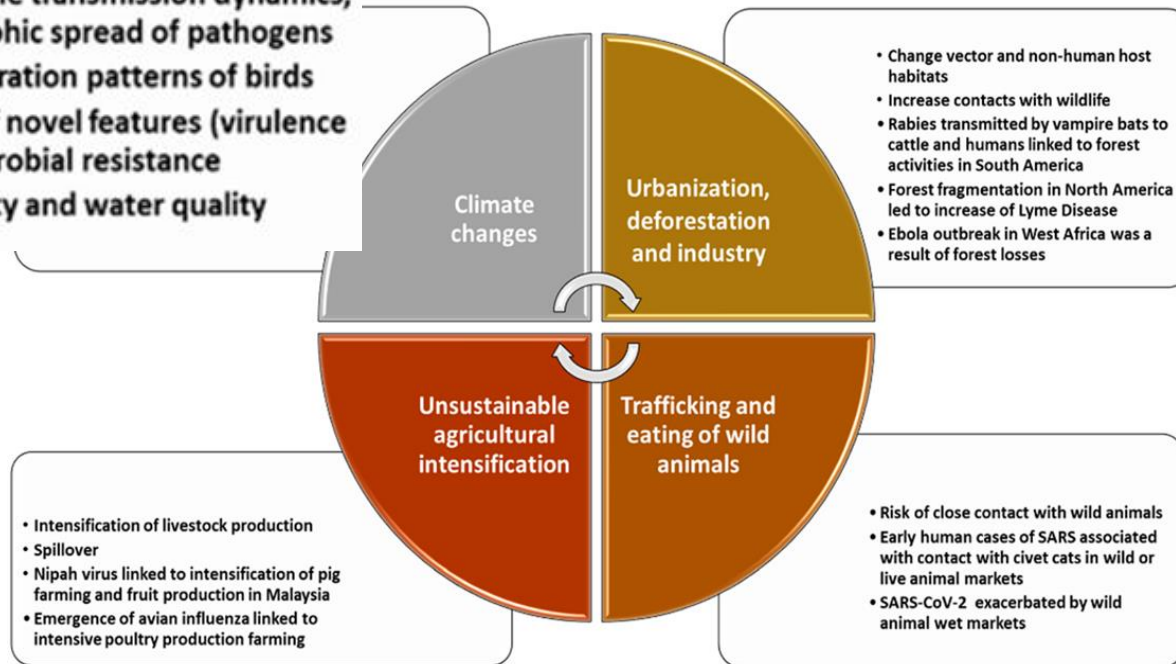 transmission dynamics,
spread of pathogens
patterns of birds
novel features (virulence
resistance
and water quality
Climate
changes
Urbanization,
deforestation
and industry
• Change vector and non-human host
habitats
• Increase contacts with wildlife
• Rabies transmitted by vampire bats to
cattle and humans linked to forest
activities in South America
• Forest fragmentation in North America
led to increase of Lyme Disease
• Ebola outbreak in West Africa was a
result of forest losses
Unsustainable
agricultural
intensification
Trafficking and
eating of wild
animals
• Intensification of livestock production
• Spillover
• Nipah virus linked to intensification of pig
farming and fruit production in Malaysia
• Emergence of avian influenza linked to
intensive poultry production farming
• Risk of close contact with wild animals
• Early human cases of SARS associated
with contact with civet cats in wild or
live animal markets
• SARS-CoV-2 exacerbated by wild
animal wet markets